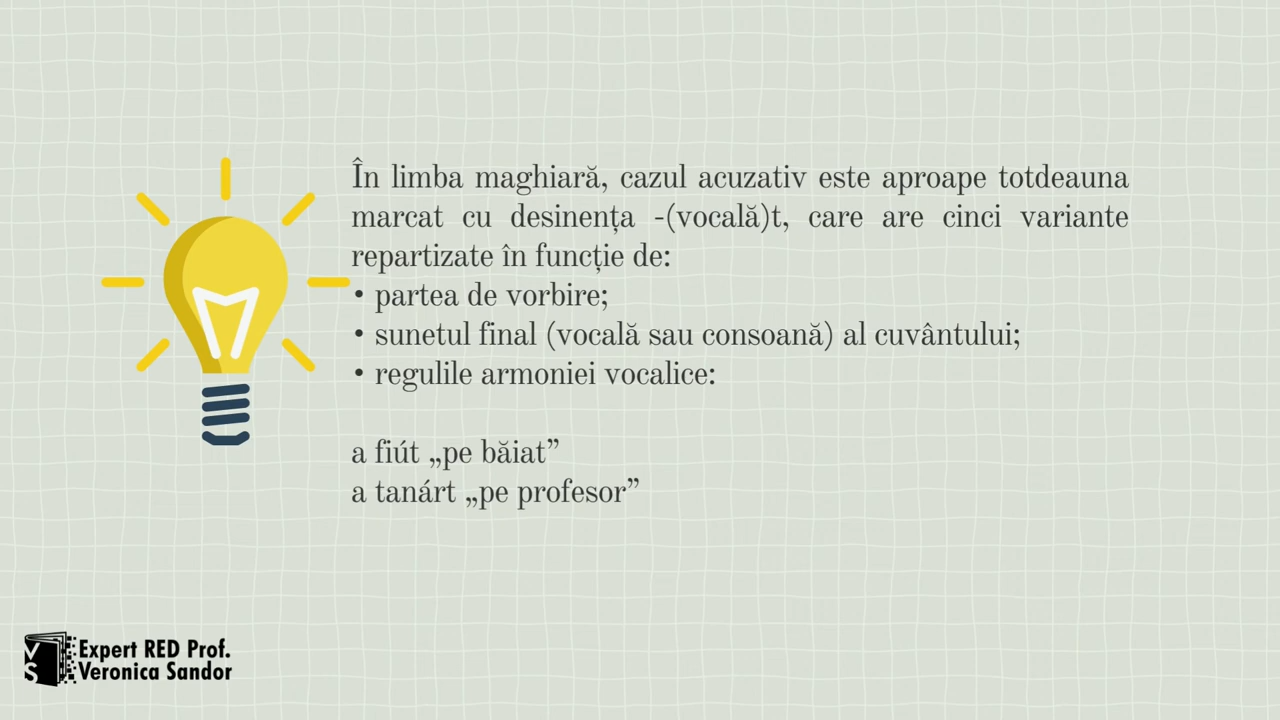 În limba maghiară, cazul acuzativ este aproape totdeauna
marcat cu desinența -(vocală)t, care are cinci variante
repartizate în funcție de:
• partea de vorbire;
• sunetul final (vocală sau consoană) al cuvântului;
• regulile armoniei vocalice:
a fiút „pe băiat”
a tanárt „pe profesor”
VS
Expert RED Prof.
Veronica Sandor